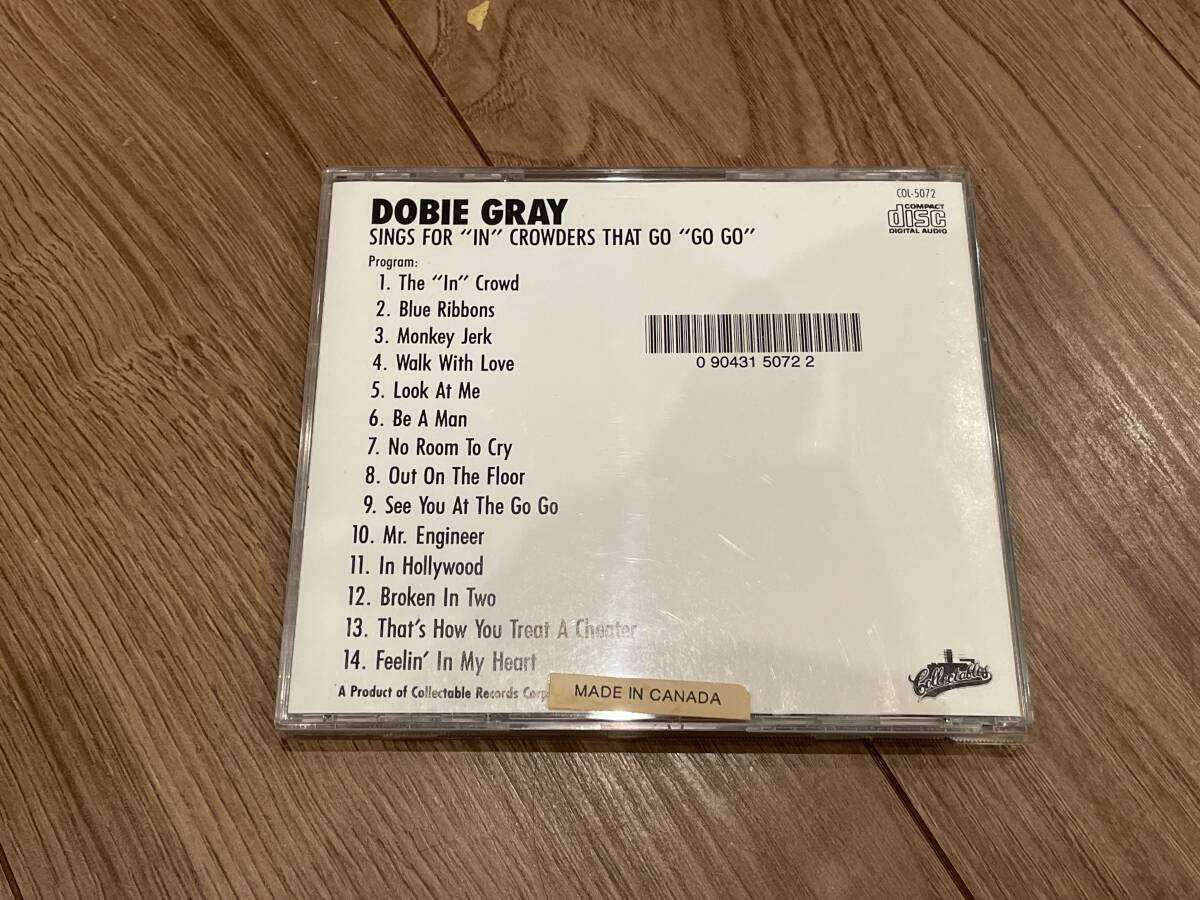 COL-5072
COMPACT
disc
DIGITAL AUDIO
DOBIE GRAY
SINGS FOR “IN” CROWDERS THAT GO “GO GO”
Program:
1. The “In” Crowd
2. Blue Ribbons
3. Monkey Jerk
4. Walk With Love
5. Look At Me
6. Be A Man
7. No Room To Cry
8. Out On The Floor
9. See You At The Go Go
10. Mr. Engineer
11. In Hollywood
12. Broken In Two
13. That's How You Treat A Cheater
14. Feelin' In My Heart
0 90431 5072 2
A Product of Collectable Records Corp
MADE IN CANADA
Collectables